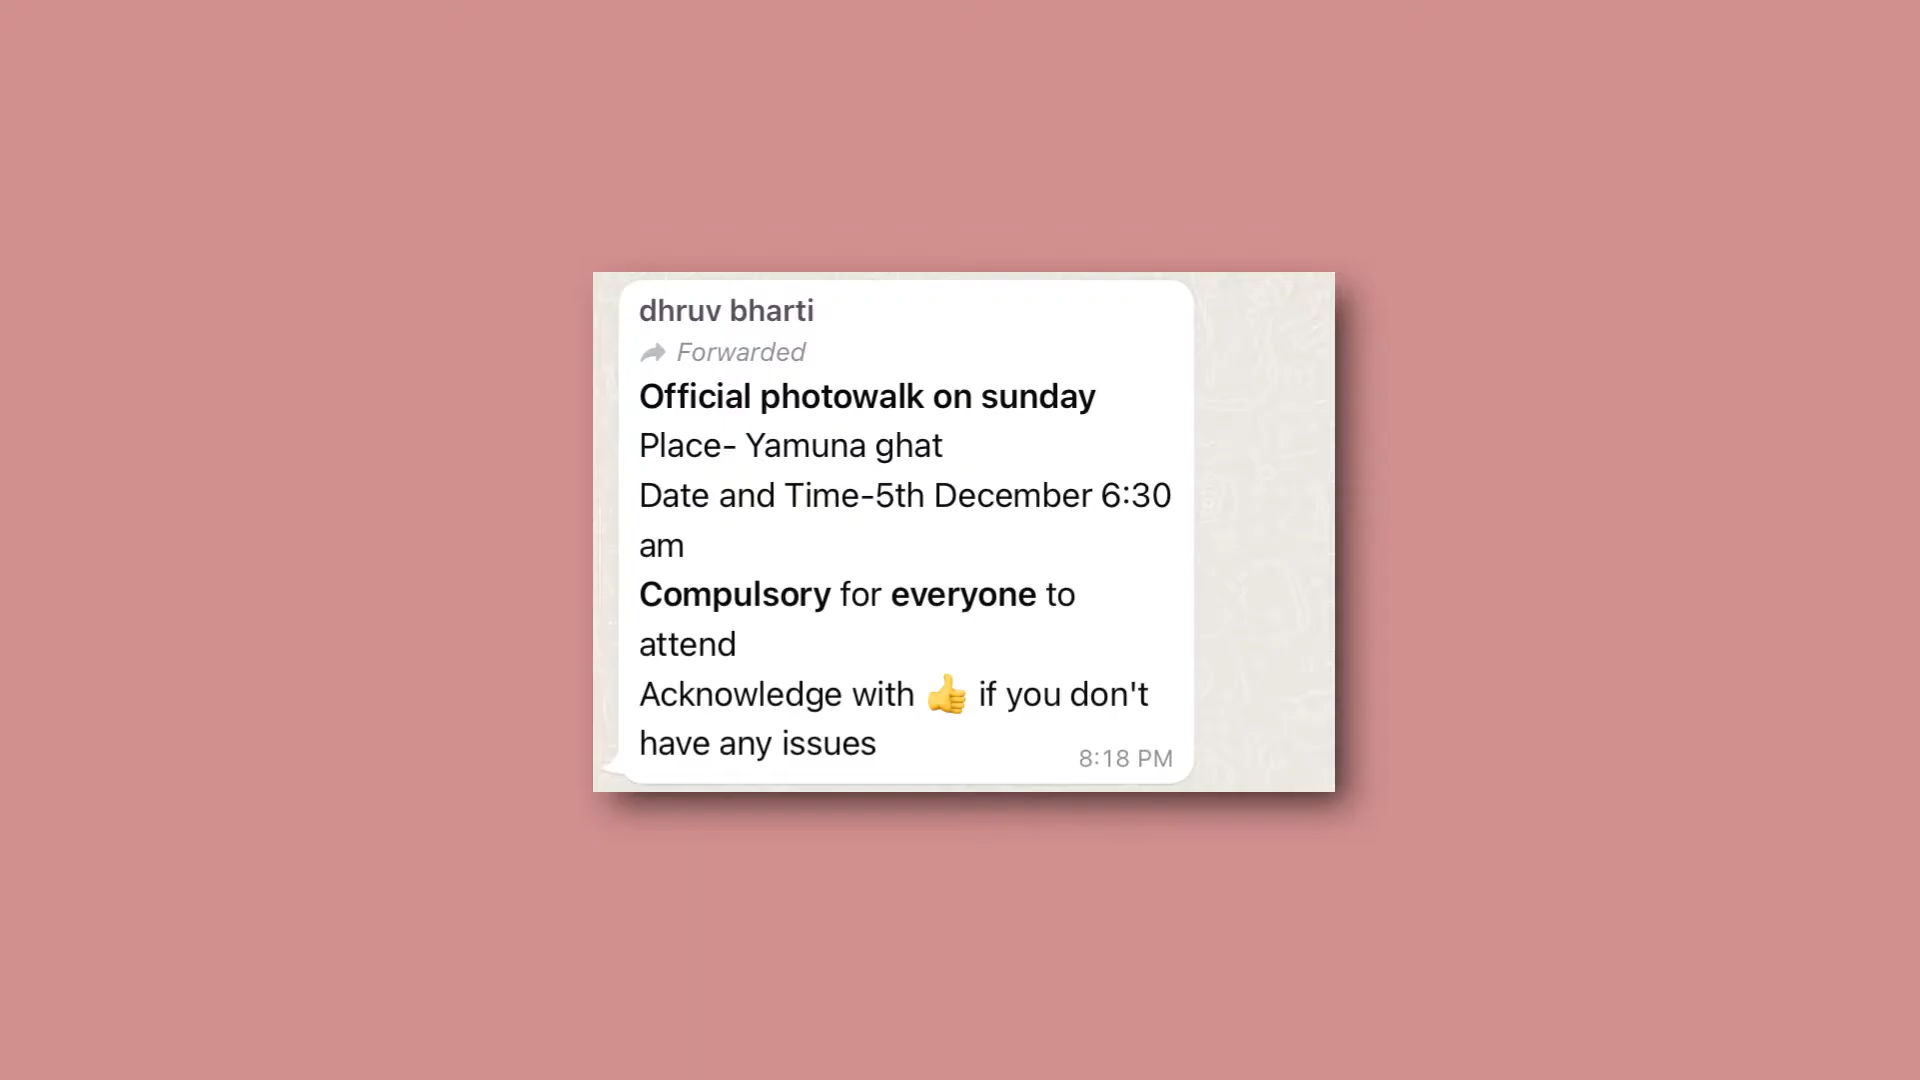 dhruv bharti
Forwarded
Official photowalk on sunday
Place- Yamuna ghat
Date and Time-5th December 6:30
am
Compulsory for everyone to
attend
Acknowledge with 👍 if you don't
have any issues
8:18 PM